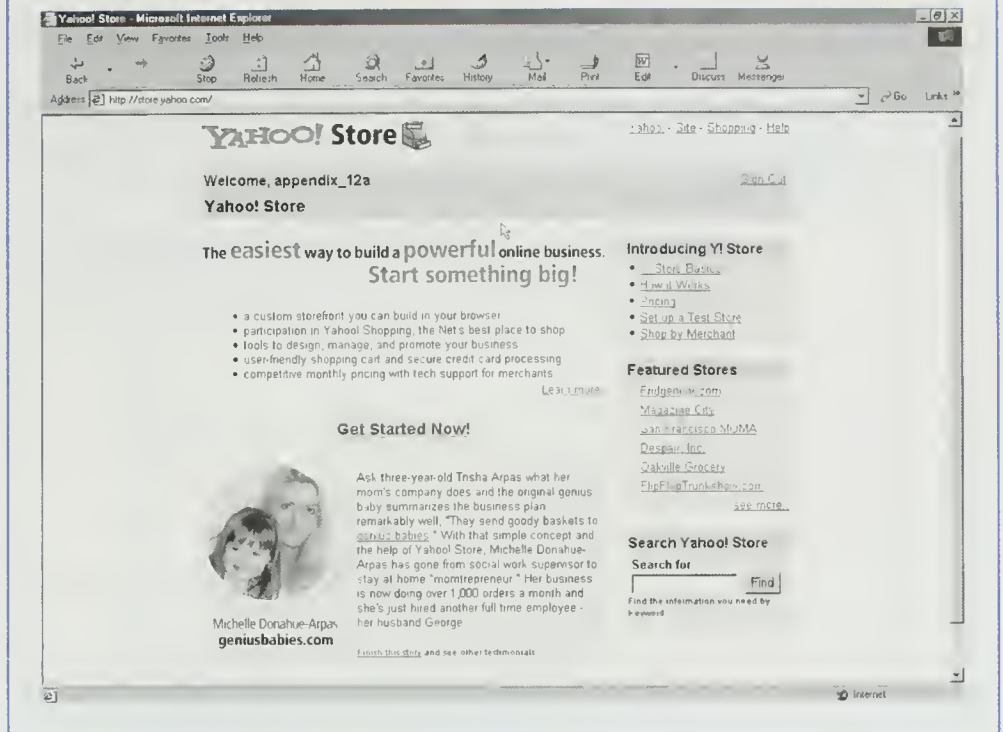 Yahoo! Store - Microsoft Internet Explorer
File Edit View Favorites Tools Help
Back Stop Refresh Home Search Favorites History Mail Print Edit Discuss Messenger
Address http://store.yahoo.com/ Go Links »
YAHOO! Store
Yahoo! - Site - Shopping - Help
Welcome, appendix_12a
Sign Out
Yahoo! Store
The easiest way to build a powerful online business.
Start something big!
• a custom storefront you can build in your browser
• participation in Yahoo! Shopping, the Net's best place to shop
• tools to design, manage, and promote your business
• user-friendly shopping cart and secure credit card processing
• competitive monthly pricing with tech support for merchants
Learn more
Get Started Now!
Ask three-year-old Trisha Arpas what her
mom's company does and the original genius
baby summarizes the business plan
remarkably well, "They send goody baskets to
genius babies." With that simple concept and
the help of Yahoo! Store, Michelle Donahue-
Arpas has gone from social work supervisor to
stay at home "momtrepreneur." Her business
is now doing over 1,000 orders a month and
she's just hired another full time employee -
her husband George
Finish this story and see other testimonials
Michelle Donahue-Arpas
geniusbabies.com
Introducing Y! Store
• Store Basics
• How it Works
• Pricing
• Set up a Test Store
• Shop by Merchant
Featured Stores
Magazine City
San Francisco MOMA
Despair, Inc.
Oakville Grocery
FlipFlopTrunkshow.com
see more...
Search Yahoo! Store
Search for
Find
Find the information you need by
keyword
Internet